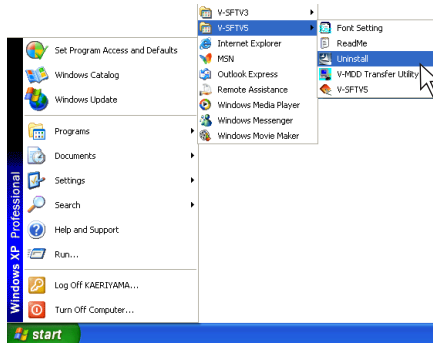 V-SFTV3
V-SFTV5
Internet Explorer
MSN
Outlook Express
Remote Assistance
Windows Media Player
Windows Messenger
Windows Movie Maker
Font Setting
ReadMe
Uninstall
V-MDD Transfer Utility
V-SFTV5
Set Program Access and Defaults
Windows Catalog
Windows Update
Programs
Documents
Settings
Search
Help and Support
Run...
Log Off KAERIYAMA...
Turn Off Computer...
Windows XP Professional
start